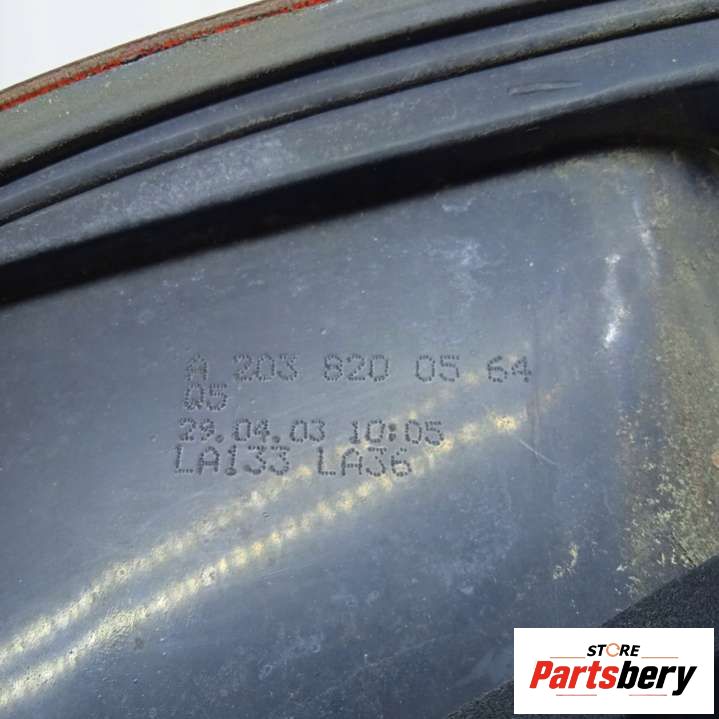 A 203 820 05 64
Q5
29.04.03 10:05
LA133 LA36
STORE
Partsbery